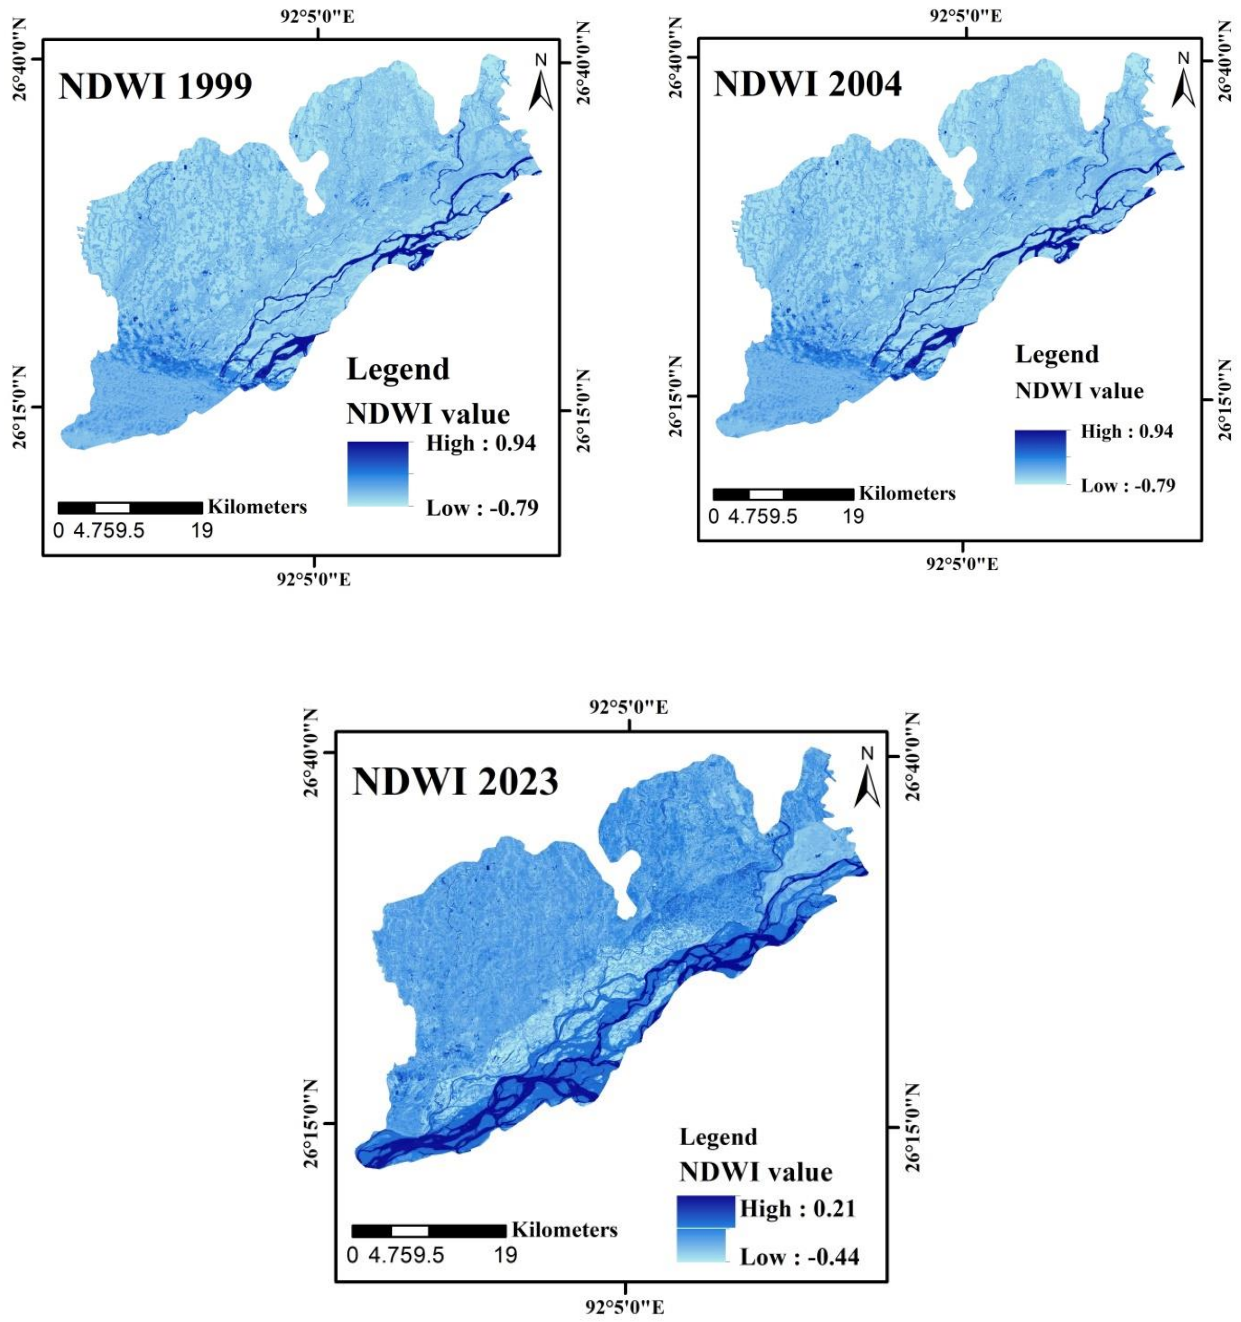 92°5'0"E
26°40'0"N
26°40'0"N
NDWI 1999
N
Legend
NDWI value
High : 0.94
Low : -0.79
Kilometers
0 4.759.5 19
26°15'0"N
26°15'0"N
92°5'0"E
92°5'0"E
26°40'0"N
26°40'0"N
NDWI 2004
N
Legend
NDWI value
High : 0.94
Low : -0.79
Kilometers
0 4.759.5 19
26°15'0"N
26°15'0"N
92°5'0"E
92°5'0"E
26°40'0"N
26°40'0"N
NDWI 2023
N
Legend
NDWI value
High : 0.21
Low : -0.44
Kilometers
0 4.759.5 19
26°15'0"N
26°15'0"N
92°5'0"E